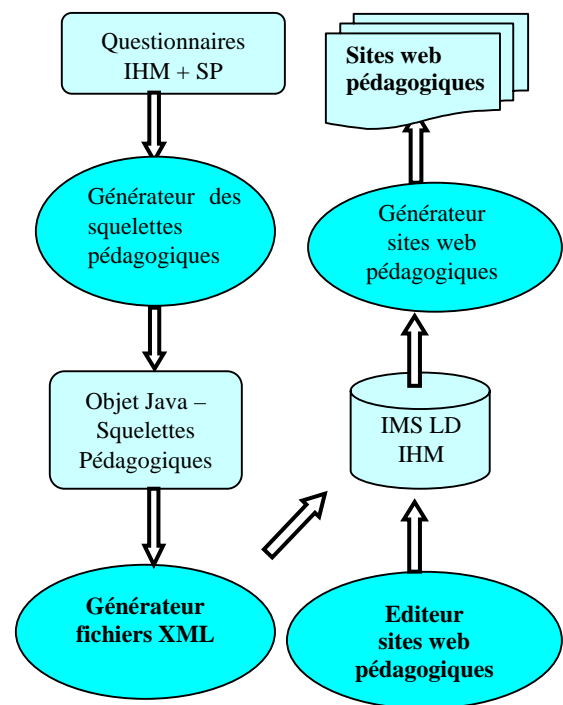 Questionnaires
IHM + SP
Générateur des
squelettes
pédagogiques
Objet Java –
Squelettes
Pédagogiques
Générateur
fichiers XML
Sites web
pédagogiques
Générateur
sites web
pédagogiques
IMS LD
IHM
Editeur
sites web
pédagogiques